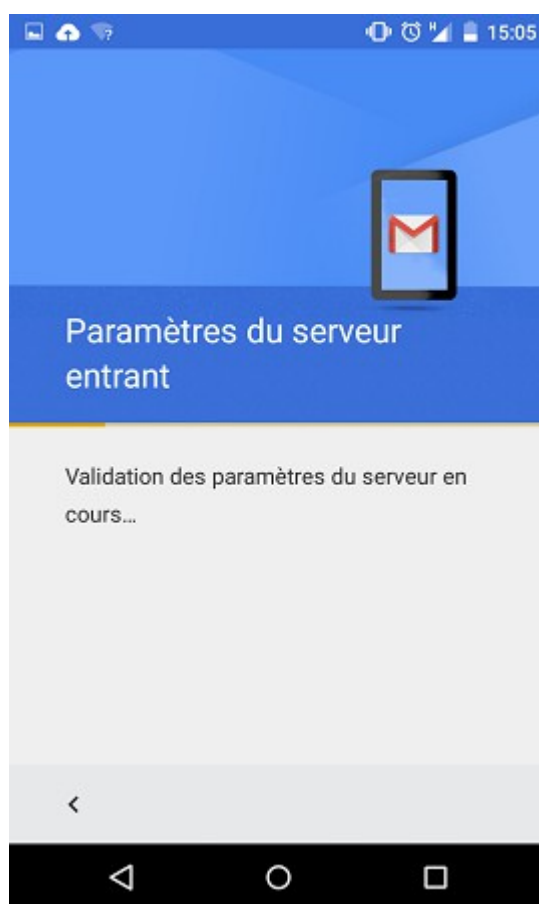 H 15:05
Paramètres du serveur
entrant
Validation des paramètres du serveur en
cours…